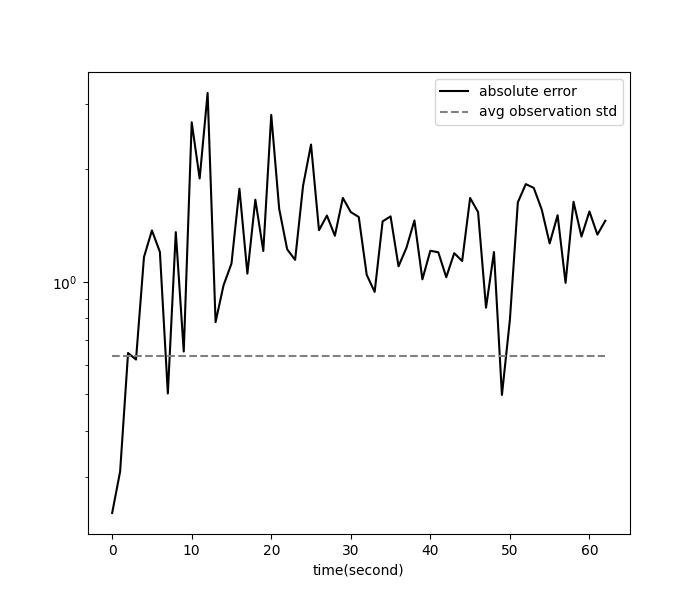 absolute error
avg observation std
10⁰
0 10 20 30 40 50 60
time(second)